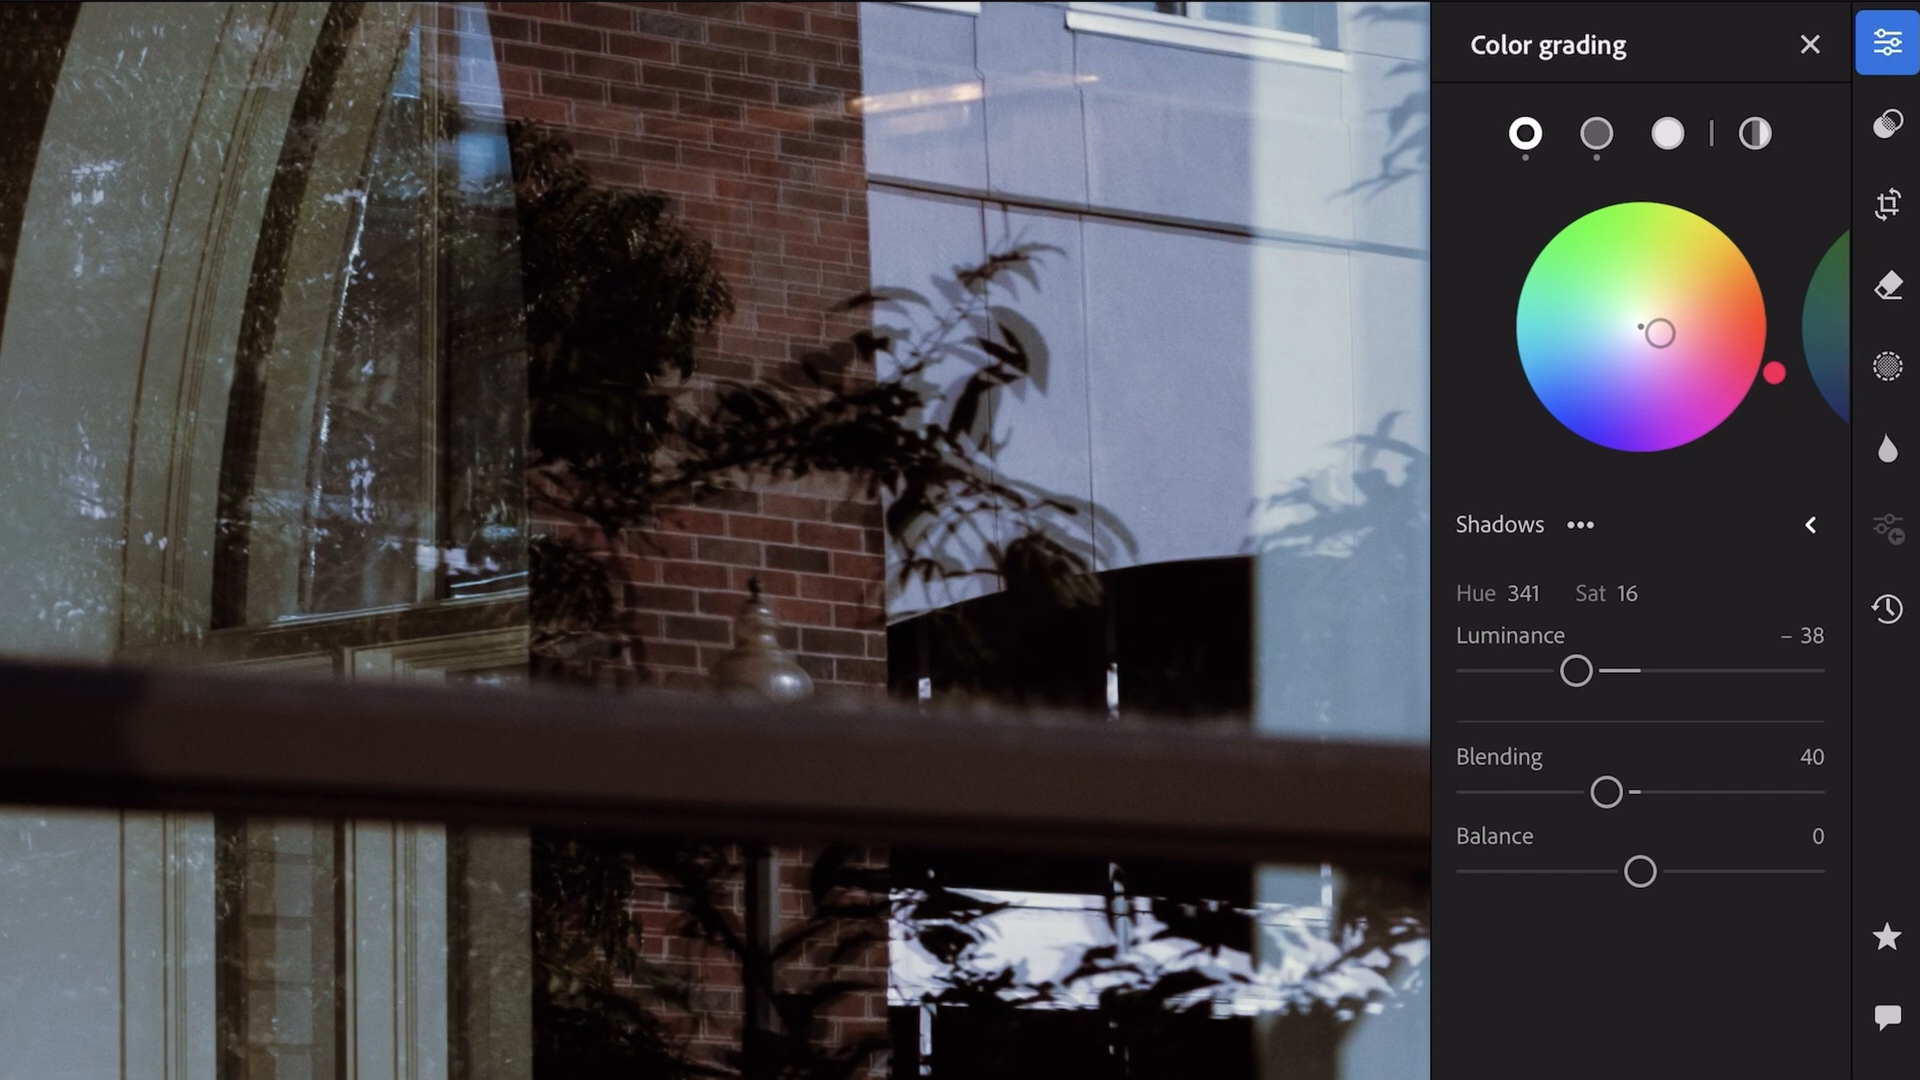 Color grading
Shadows
Hue 341 Sat 16
Luminance – 38
Blending 40
Balance 0